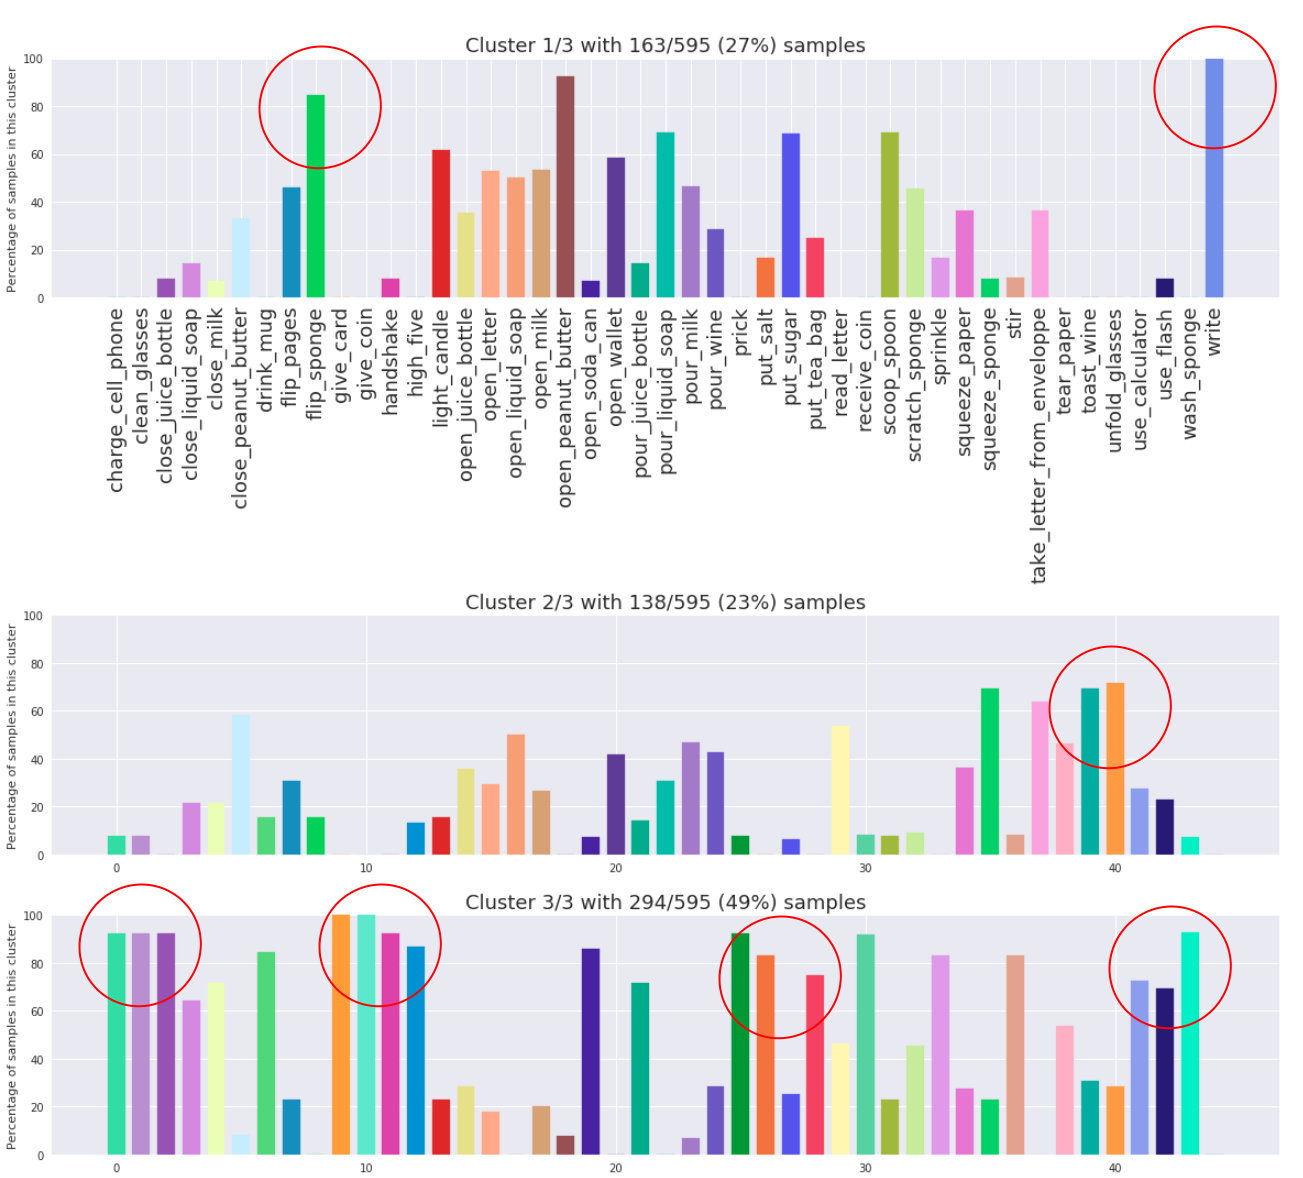 Cluster 1/3 with 163/595 (27%) samples
Percentage of samples in this cluster
100
80
60
40
20
0
charge_cell_phone
clean_glasses
close_juice_bottle
close_liquid_soap
close_milk
close_peanut_butter
drink_mug
flip_pages
flip_sponge
give_card
give_coin
handshake
high_five
light_candle
open_juice_bottle
open_letter
open_liquid_soap
open_milk
open_peanut_butter
open_soda_can
open_wallet
pour_juice_bottle
pour_liquid_soap
pour_milk
pour_wine
prick
put_salt
put_sugar
put_tea_bag
read_letter
receive_coin
scoop_spoon
scratch_sponge
sprinkle
squeeze_paper
squeeze_sponge
stir
take_letter_from_enveloppe
tear_paper
toast_wine
unfold_glasses
use_calculator
use_flash
wash_sponge
write
Cluster 2/3 with 138/595 (23%) samples
Percentage of samples in this cluster
100
80
60
40
20
0
0 10 20 30 40
Cluster 3/3 with 294/595 (49%) samples
Percentage of samples in this cluster
100
80
60
40
20
0
0 10 20 30 40